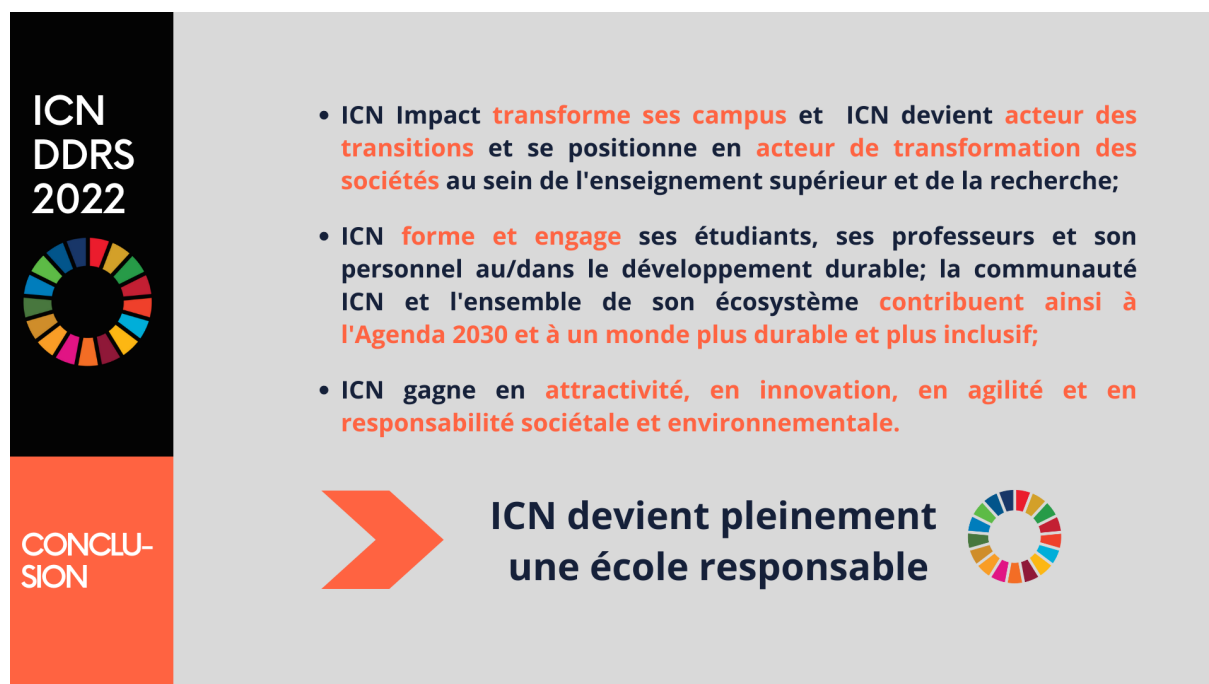 ICN
DDRS
2022
CONCLU-
SION
• ICN Impact transforme ses campus et ICN devient acteur des
transitions et se positionne en acteur de transformation des
sociétés au sein de l'enseignement supérieur et de la recherche;
• ICN forme et engage ses étudiants, ses professeurs et son
personnel au/dans le développement durable; la communauté
ICN et l'ensemble de son écosystème contribuent ainsi à
l'Agenda 2030 et à un monde plus durable et plus inclusif;
• ICN gagne en attractivité, en innovation, en agilité et en
responsabilité sociétale et environnementale.
ICN devient pleinement
une école responsable